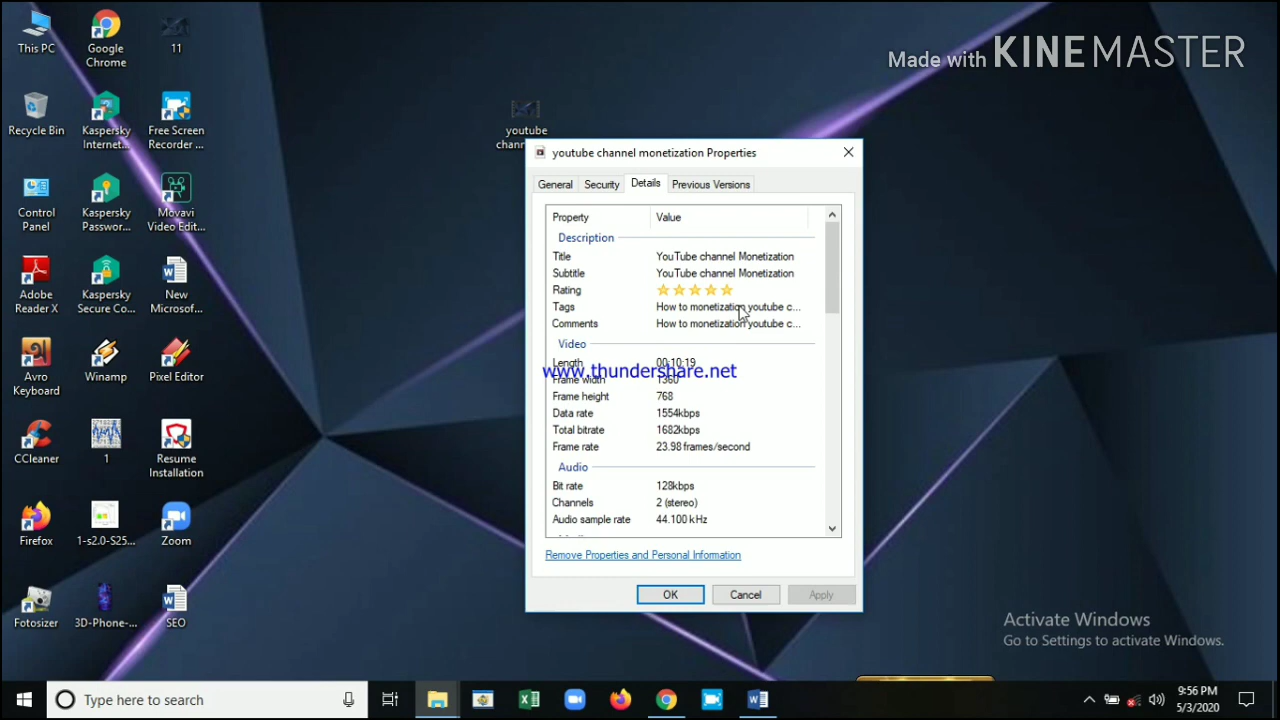 Made with KINEMASTER
This PC
Google
Chrome
11
Recycle Bin
Kaspersky
Internet...
Free Screen
Recorder ...
youtube
chann
Control
Panel
Kaspersky
Passwor...
Movavi
Video Edit...
Adobe
Reader X
Kaspersky
Secure Co...
New
Microsof...
Avro
Keyboard
Winamp
Pixel Editor
CCleaner
1
Resume
Installation
Firefox
1-s2.0-S25...
Zoom
Fotosizer
3D-Phone-...
SEO
youtube channel monetization Properties
General Security Details Previous Versions
Property Value
Description
Title YouTube channel Monetization
Subtitle YouTube channel Monetization
Rating
Tags How to monetization youtube c...
Comments How to monetization youtube c...
Video
Length 00:10:19
www.thundershare.net
Frame width 1360
Frame height 768
Data rate 1554kbps
Total bitrate 1682kbps
Frame rate 23.98 frames/second
Audio
Bit rate 128kbps
Channels 2 (stereo)
Audio sample rate 44.100 kHz
Remove Properties and Personal Information
OK Cancel Apply
Activate Windows
Go to Settings to activate Windows.
Type here to search
9:56 PM
5/3/2020